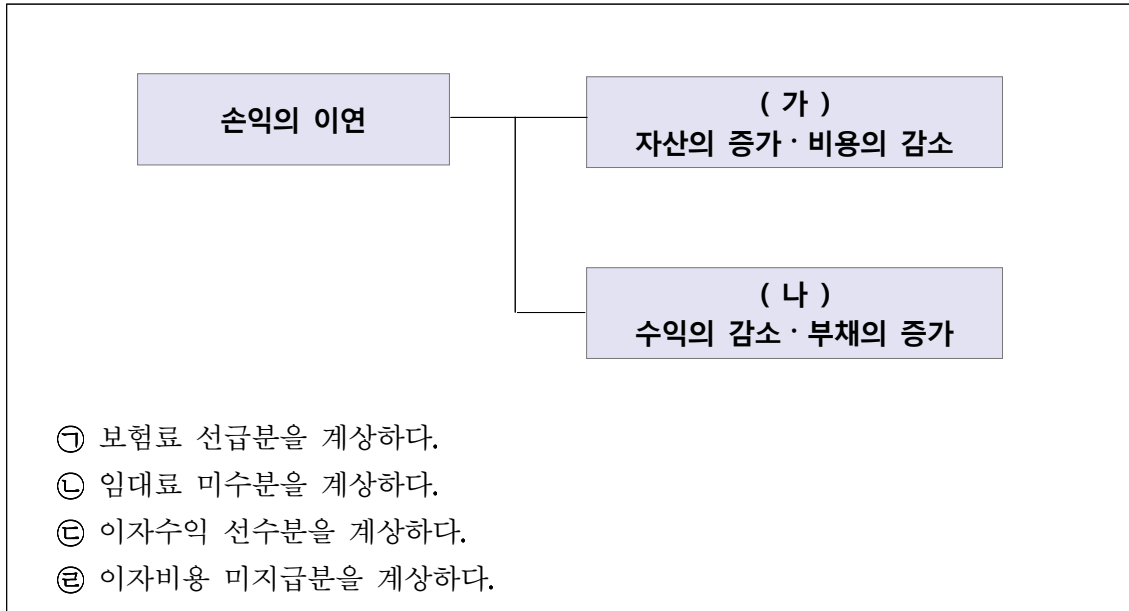 손익의 이연
( 가 )
자산의 증가 · 비용의 감소
( 나 )
수익의 감소 · 부채의 증가
㉠ 보험료 선급분을 계상하다.
㉡ 임대료 미수분을 계상하다.
㉢ 이자수익 선수분을 계상하다.
㉣ 이자비용 미지급분을 계상하다.